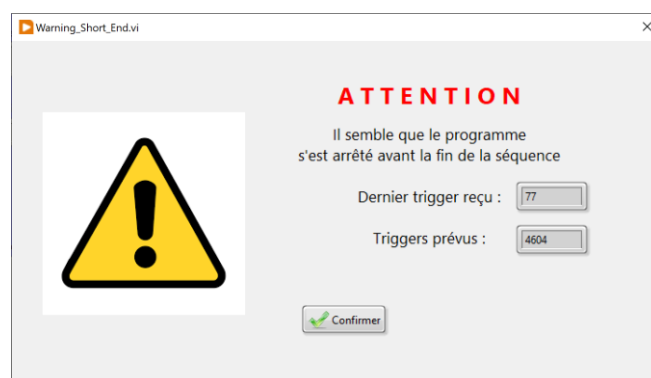 Warning_Short_End.vi
ATTENTION
Il semble que le programme
s'est arrêté avant la fin de la séquence
Dernier trigger reçu : 77
Triggers prévus : 4604
Confirmer